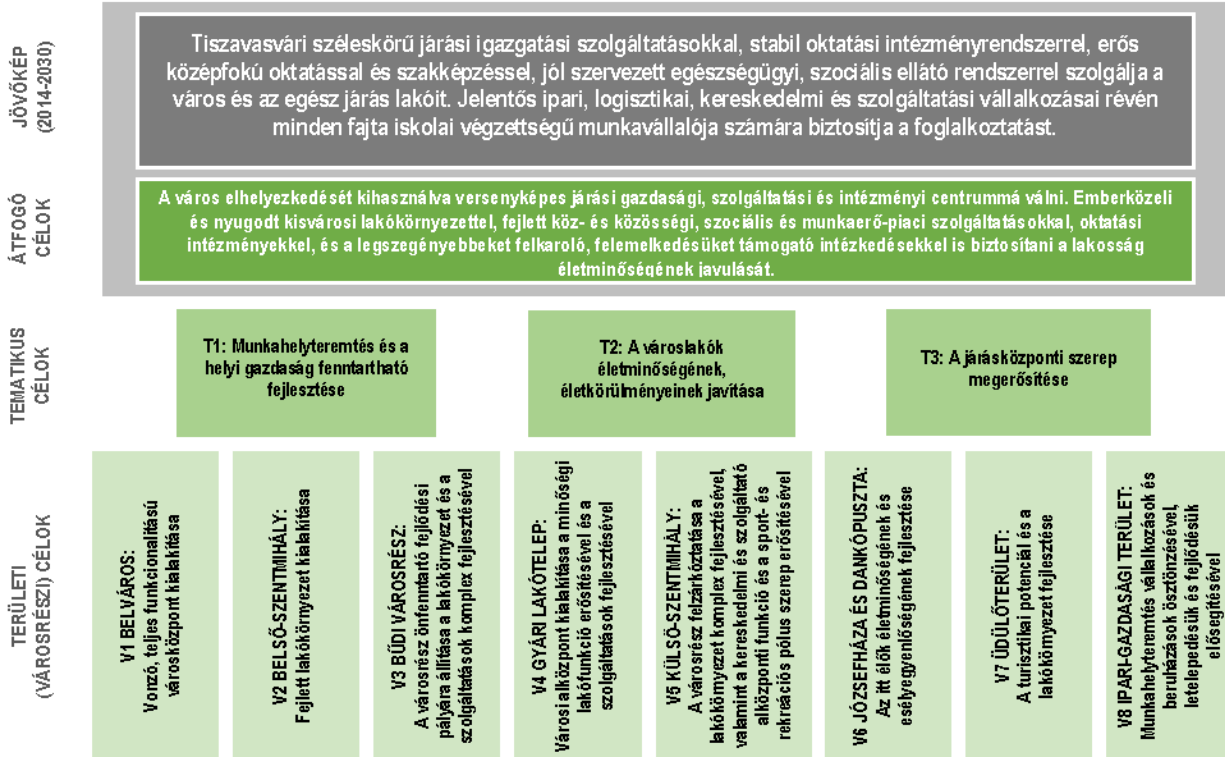 JÖVŐKÉP
(2014-2030)
Tiszavasvári széleskörű járási igazgatási szolgáltatásokkal, stabil oktatási intézményrendszerrel, erős
középfokú oktatással és szakképzéssel, jól szervezett egészségügyi, szociális ellátó rendszerrel szolgálja a
város és az egész járás lakóit. Jelentős ipari, logisztikai, kereskedelmi és szolgáltatási vállalkozásai révén
minden fajta iskolai végzettségű munkavállalója számára biztosítja a foglalkoztatást.
ÁTFOGÓ
CÉLOK
A város elhelyezkedését kihasználva versenyképes járási gazdasági, szolgáltatási és intézményi centrummá válni. Emberközeli
és nyugodt kisvárosi lakókörnyezettel, fejlett köz- és közösségi, szociális és munkaerő-piaci szolgáltatásokkal, oktatási
intézményekkel, és a legszegényebbeket felkaroló, felemelkedésüket támogató intézkedésekkel is biztosítani a lakosság
életminőségének javulását.
TEMATIKUS
CÉLOK
T1: Munkahelyteremtés és a
helyi gazdaság fenntartható
fejlesztése
T2: A városlakók
életminőségének,
életkörülményeinek javítása
T3: A járásközponti szerep
megerősítése
TERÜLETI
(VÁROSRÉSZI) CÉLOK
V1 BELVÁROS:
Vonzó, teljes funkcionalitású
városközpont kialakítása
V2 BELSŐ-SZENTMIHÁLY:
Fejlett lakókörnyezet kialakítása
V3 BŰDI VÁROSRÉSZ:
A városrész önfenntartó fejlődési
pályára állítása a lakókörnyezet és a
szolgáltatások komplex fejlesztésével
V4 GYÁRI LAKÓTELEP:
Városi alközpont kialakítása a minőségi
lakófunkció erősítésével és a
szolgáltatások fejlesztésével
V5 KÜLSŐ-SZENTMIHÁLY:
A városrész felzárkóztatása a
lakókörnyezet komplex fejlesztésével,
valamint a kereskedelmi és szolgáltató
alközponti funkció és a sport- és
rekreációs pólus szerep erősítésével
V6 JÓZSEFHÁZA ÉS DANKÓPUSZTA:
Az itt élők életminőségének és
esélyegyenlőségének fejlesztése
V7 ÜDÜLŐTERÜLET:
A turisztikai potenciál és a
lakókörnyezet fejlesztése
V8 IPARI-GAZDASÁGI TERÜLET:
Munkahelyteremtés vállalkozások és
beruházások ösztönzésével,
letelepedésük és fejlődésük
elősegítésével